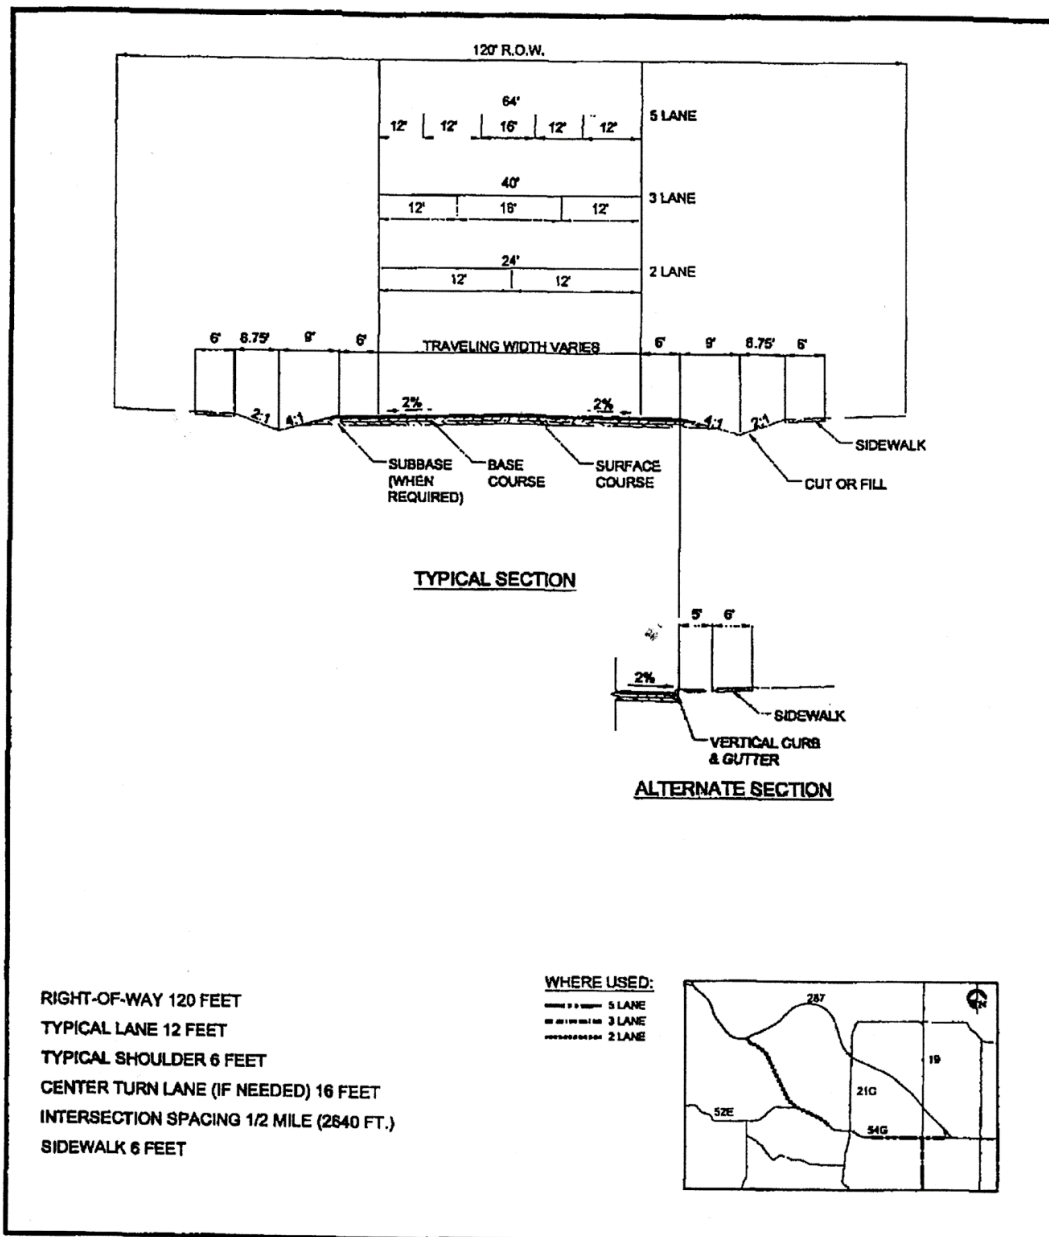 120' R.O.W.
64'
5 LANE
12' 12' 16' 12' 12'
40'
3 LANE
12' 16' 12'
24'
2 LANE
12' 12'
6' 8.75' 9' 6' TRAVELING WIDTH VARIES 6' 9' 8.75' 6'
2% 2%
2:1 4:1 4:1 2:1
SIDEWALK
SUBBASE
(WHEN
REQUIRED)
BASE
COURSE
SURFACE
COURSE
CUT OR FILL
TYPICAL SECTION
5' 6'
2%
SIDEWALK
VERTICAL CURB
& GUTTER
ALTERNATE SECTION
RIGHT-OF-WAY 120 FEET
TYPICAL LANE 12 FEET
TYPICAL SHOULDER 6 FEET
CENTER TURN LANE (IF NEEDED) 16 FEET
INTERSECTION SPACING 1/2 MILE (2640 FT.)
SIDEWALK 6 FEET
WHERE USED:
5 LANE
3 LANE
2 LANE
287
19
21G
52E
54G